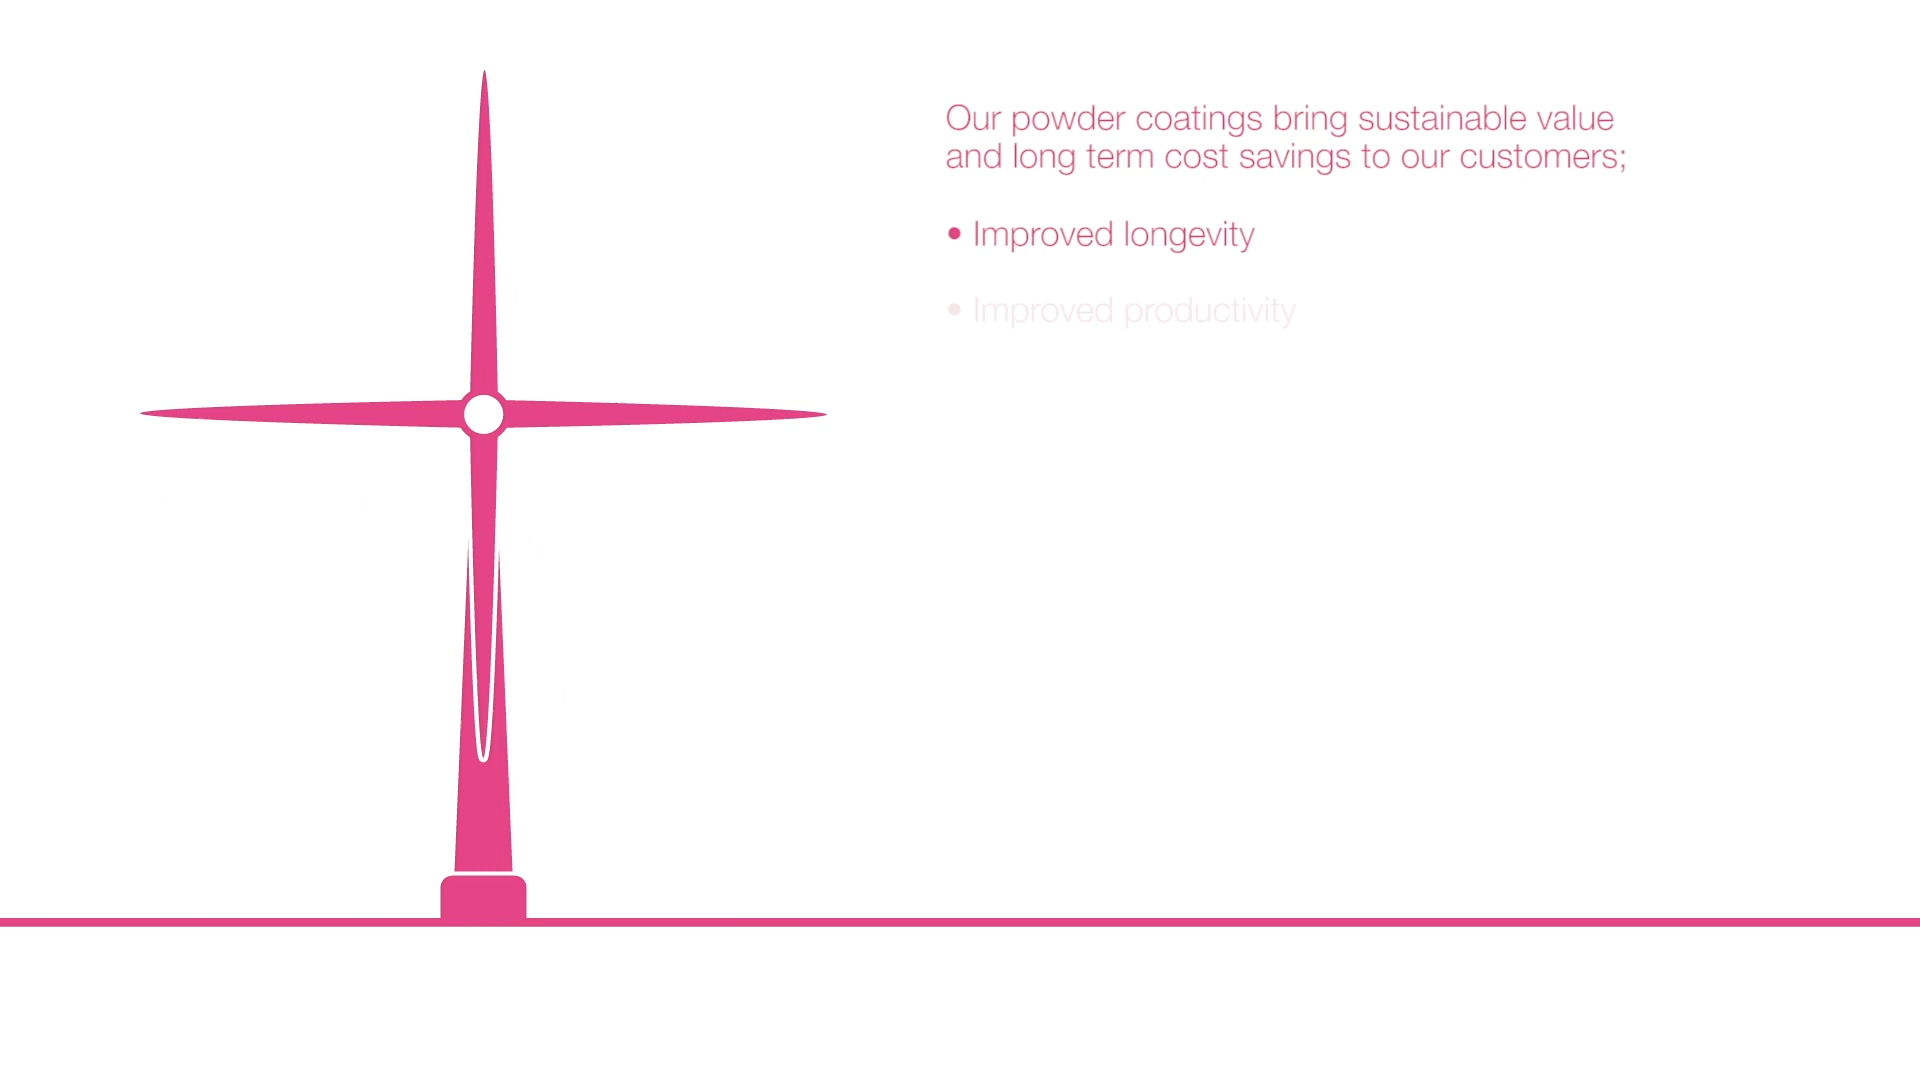 Our powder coatings bring sustainable value
and long term cost savings to our customers;
• Improved longevity
• Improved productivity